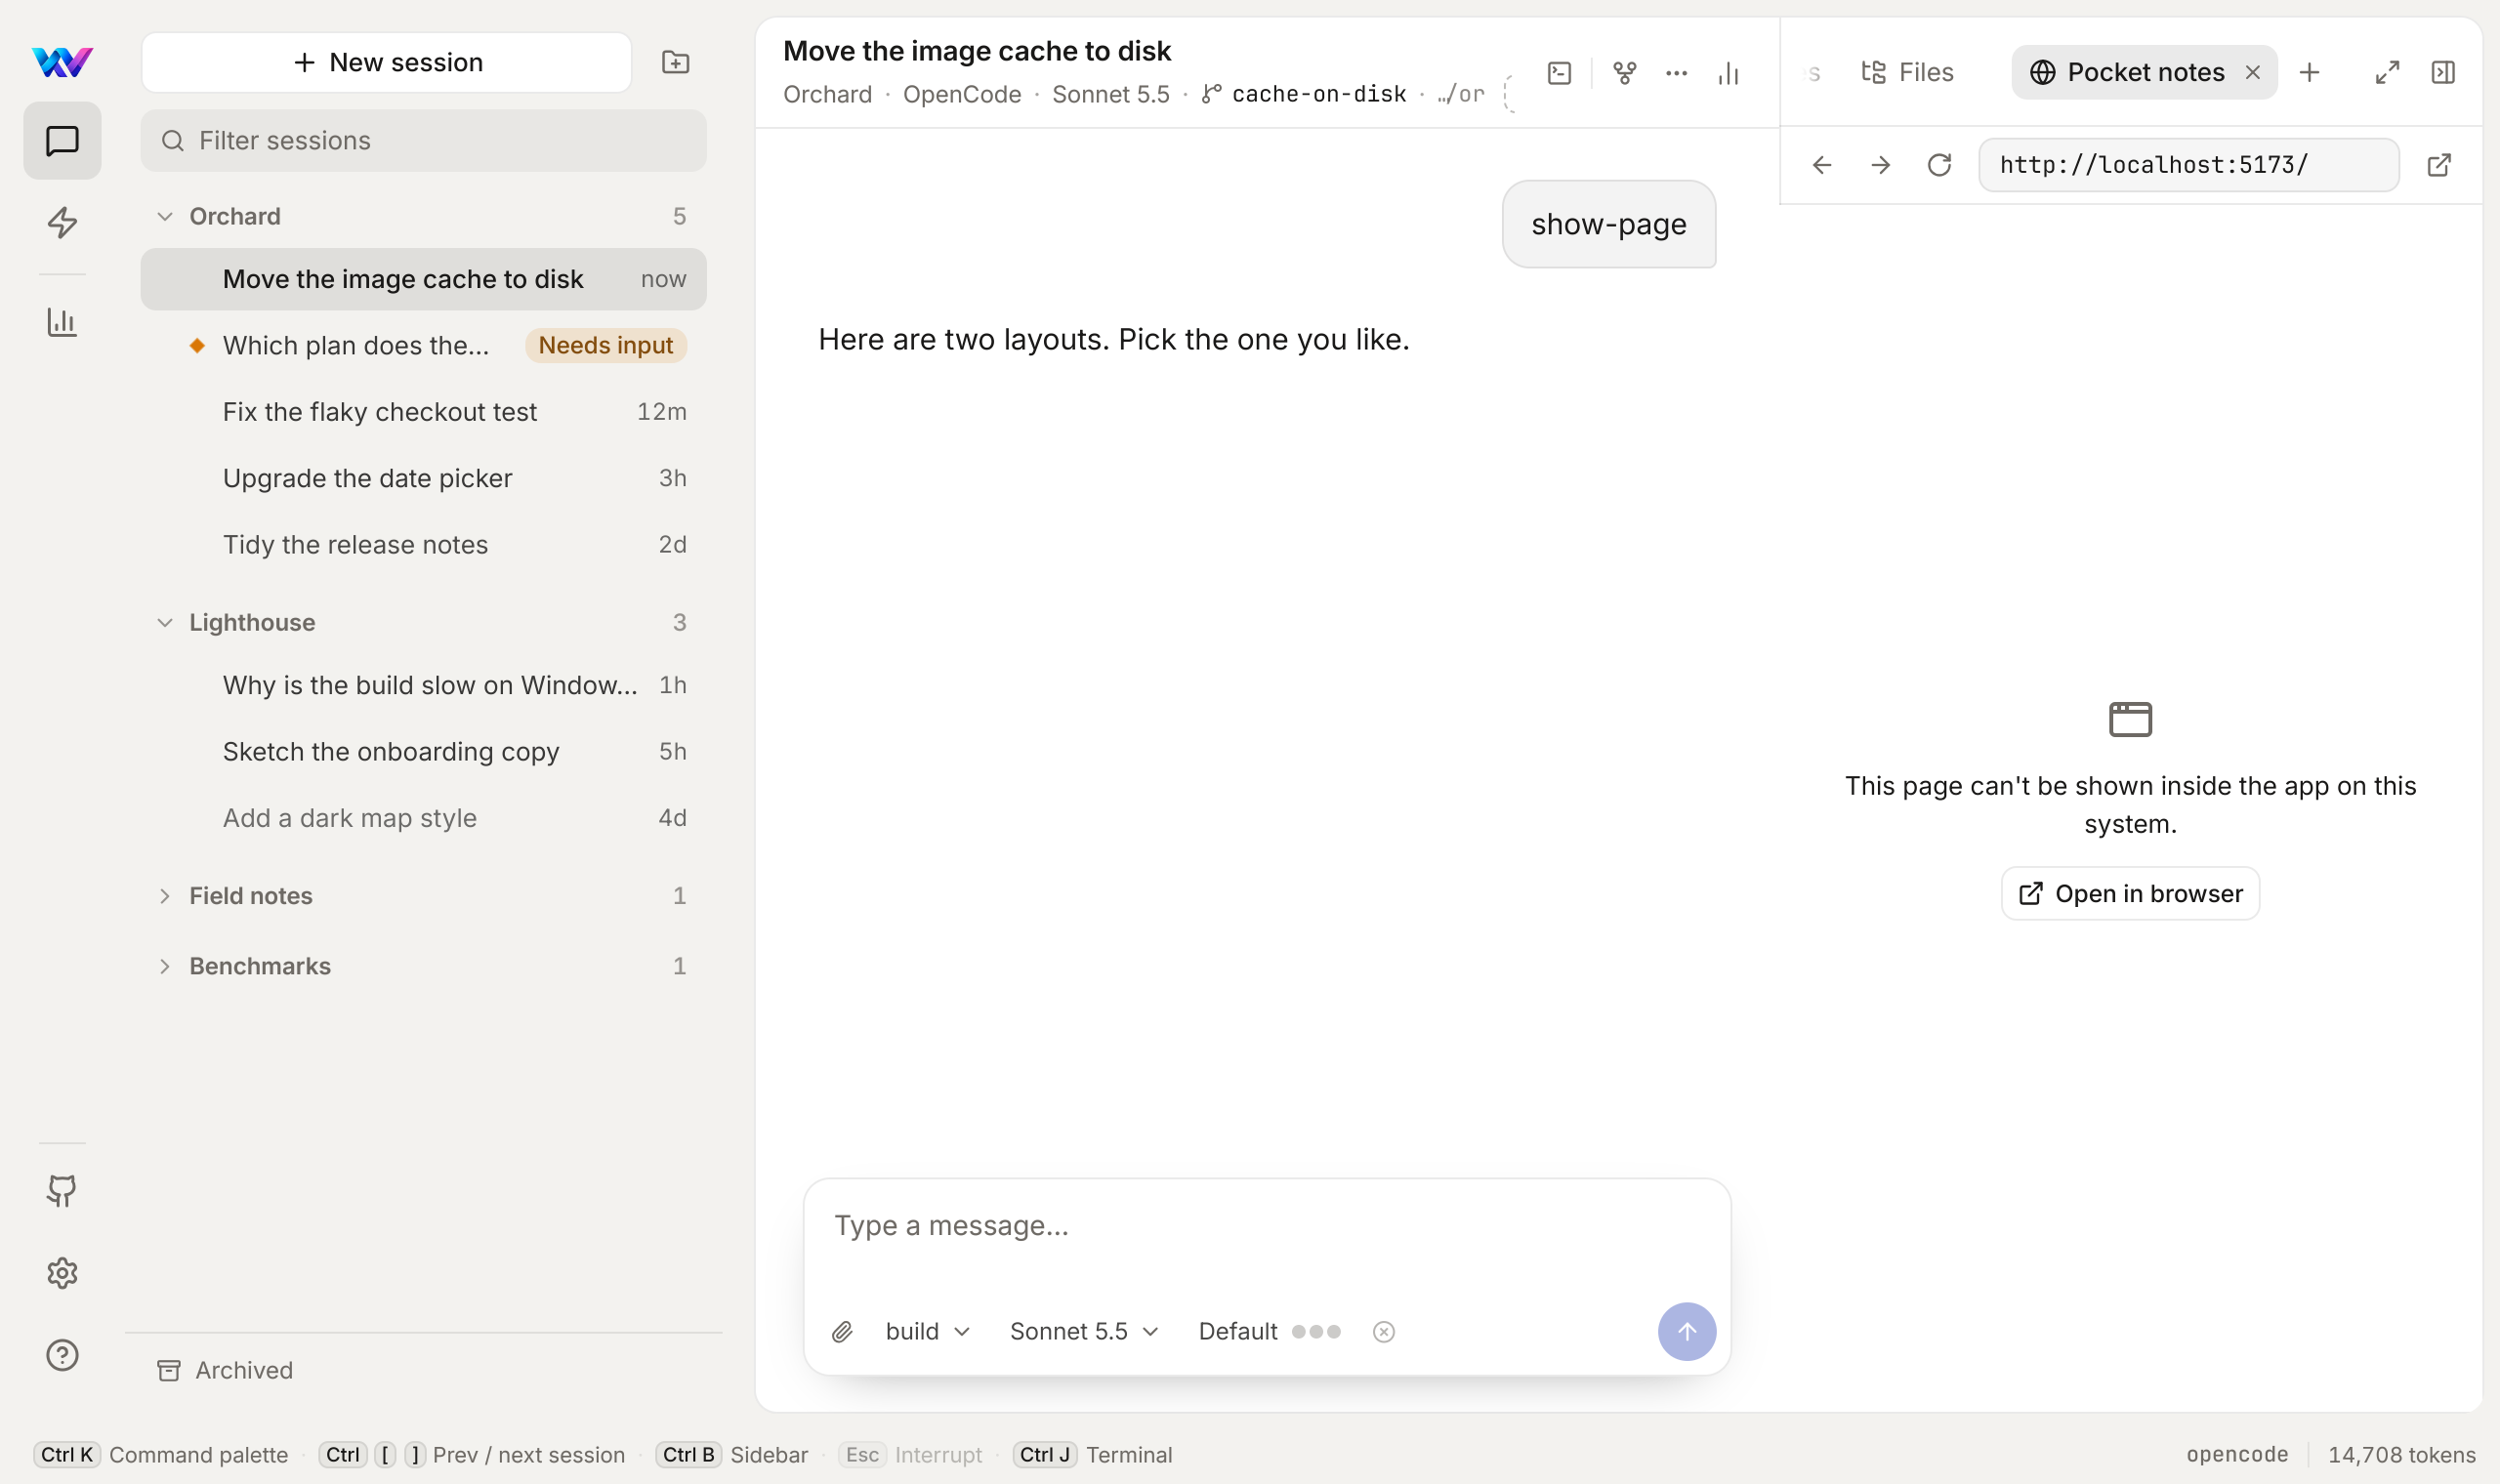 New session
Filter sessions
Orchard 5
Move the image cache to disk now
Which plan does the... Needs input
Fix the flaky checkout test 12m
Upgrade the date picker 3h
Tidy the release notes 2d
Lighthouse 3
Why is the build slow on Window... 1h
Sketch the onboarding copy 5h
Add a dark map style 4d
Field notes 1
Benchmarks 1
Archived
Move the image cache to disk
Orchard · OpenCode · Sonnet 5.5 · cache-on-disk · …/or
show-page
Here are two layouts. Pick the one you like.
Type a message...
build Sonnet 5.5 Default
s Files Pocket notes
http://localhost:5173/
This page can't be shown inside the app on this
system.
Open in browser
Ctrl K Command palette · Ctrl [ ] Prev / next session · Ctrl B Sidebar · Esc Interrupt · Ctrl J Terminal
opencode 14,708 tokens